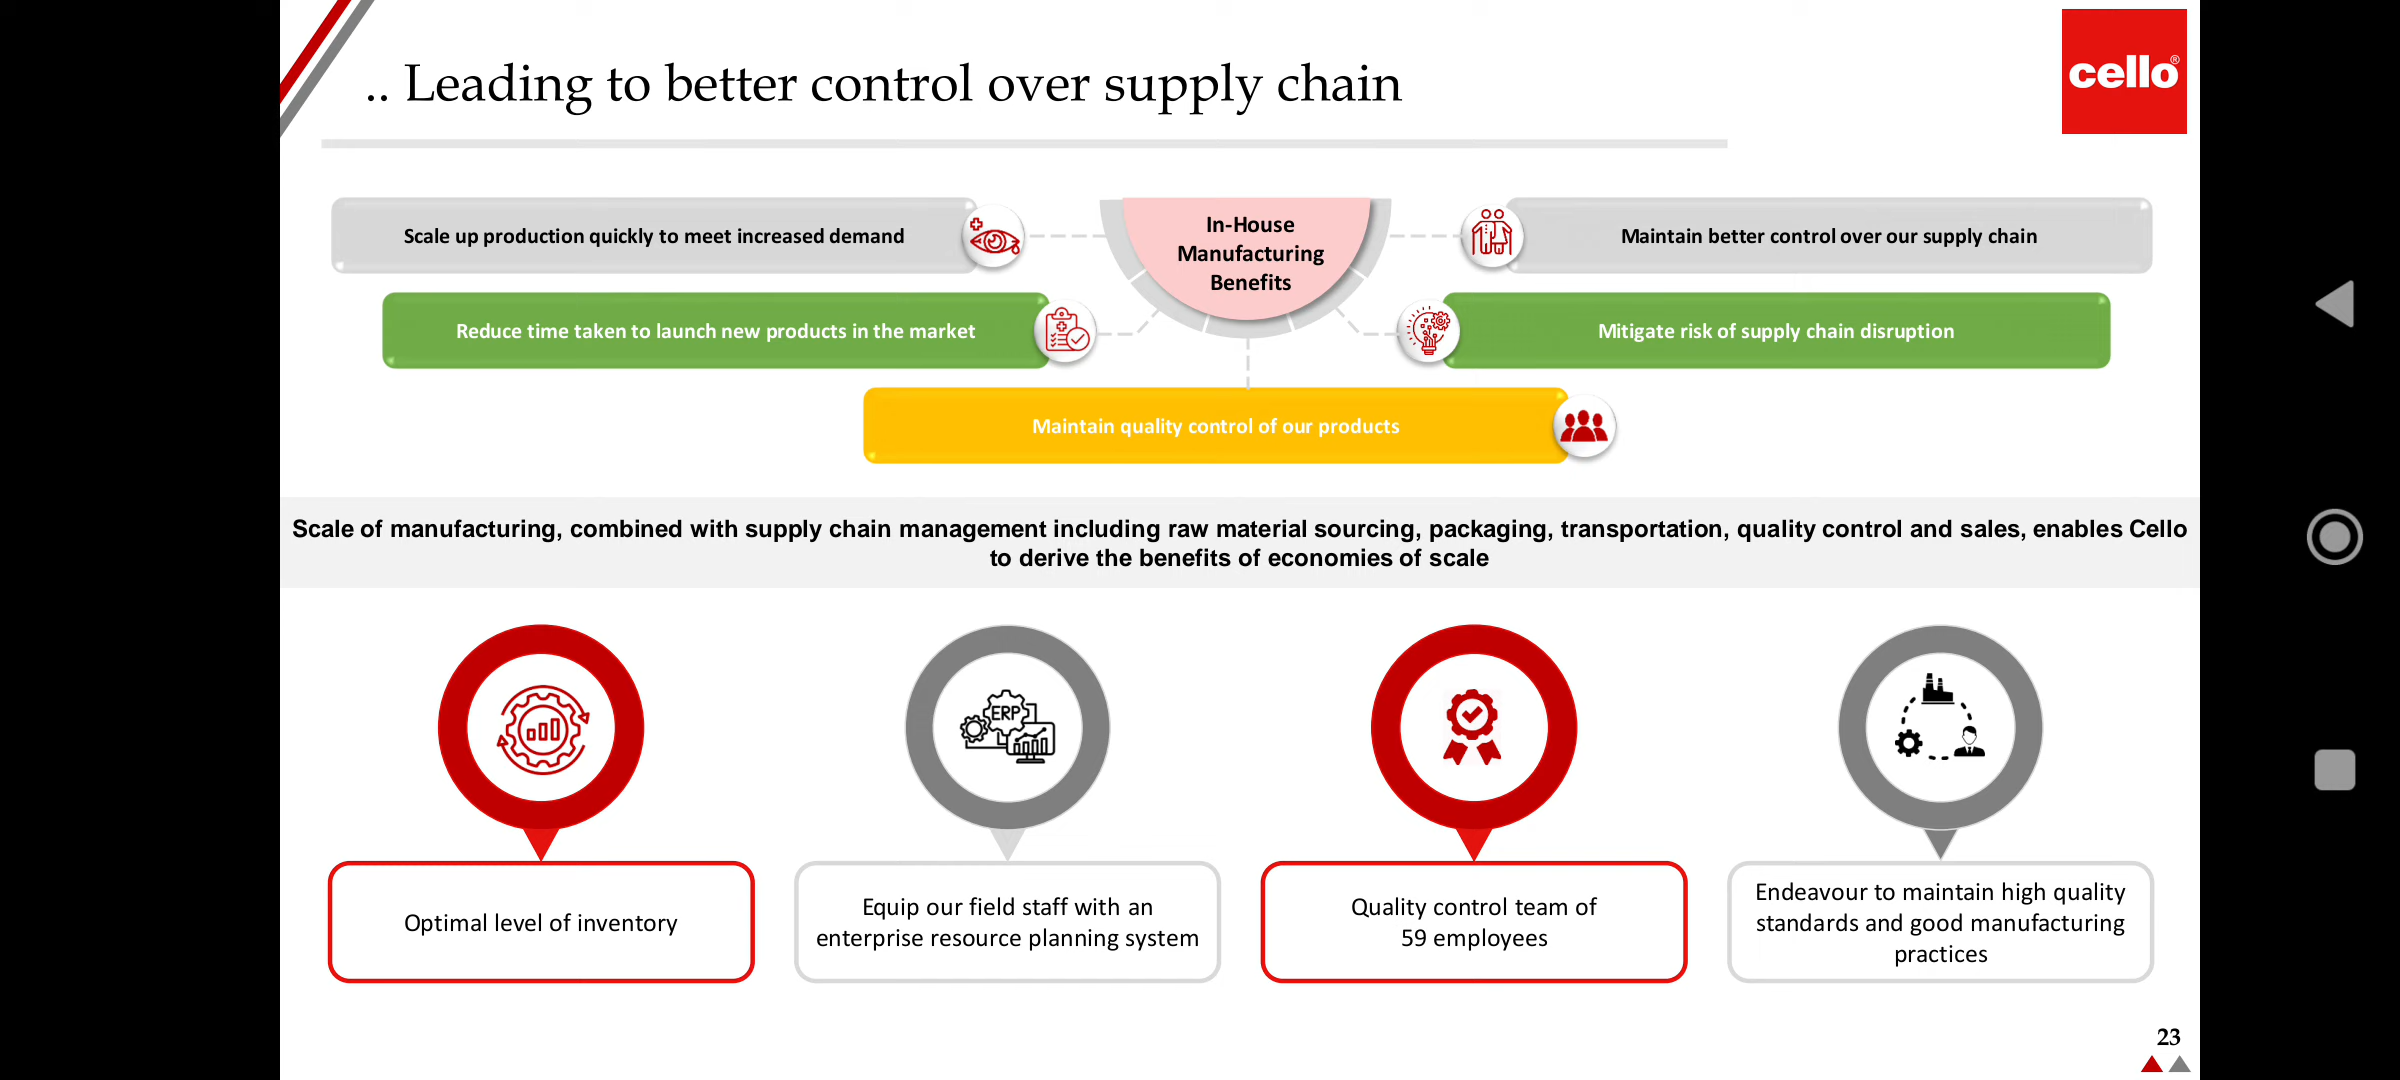 .. Leading to better control over supply chain
cello®
Scale up production quickly to meet increased demand
In-House
Manufacturing
Benefits
Maintain better control over our supply chain
Reduce time taken to launch new products in the market
Mitigate risk of supply chain disruption
Maintain quality control of our products
Scale of manufacturing, combined with supply chain management including raw material sourcing, packaging, transportation, quality control and sales, enables Cello
to derive the benefits of economies of scale
ERP
Optimal level of inventory
Equip our field staff with an
enterprise resource planning system
Quality control team of
59 employees
Endeavour to maintain high quality
standards and good manufacturing
practices
23